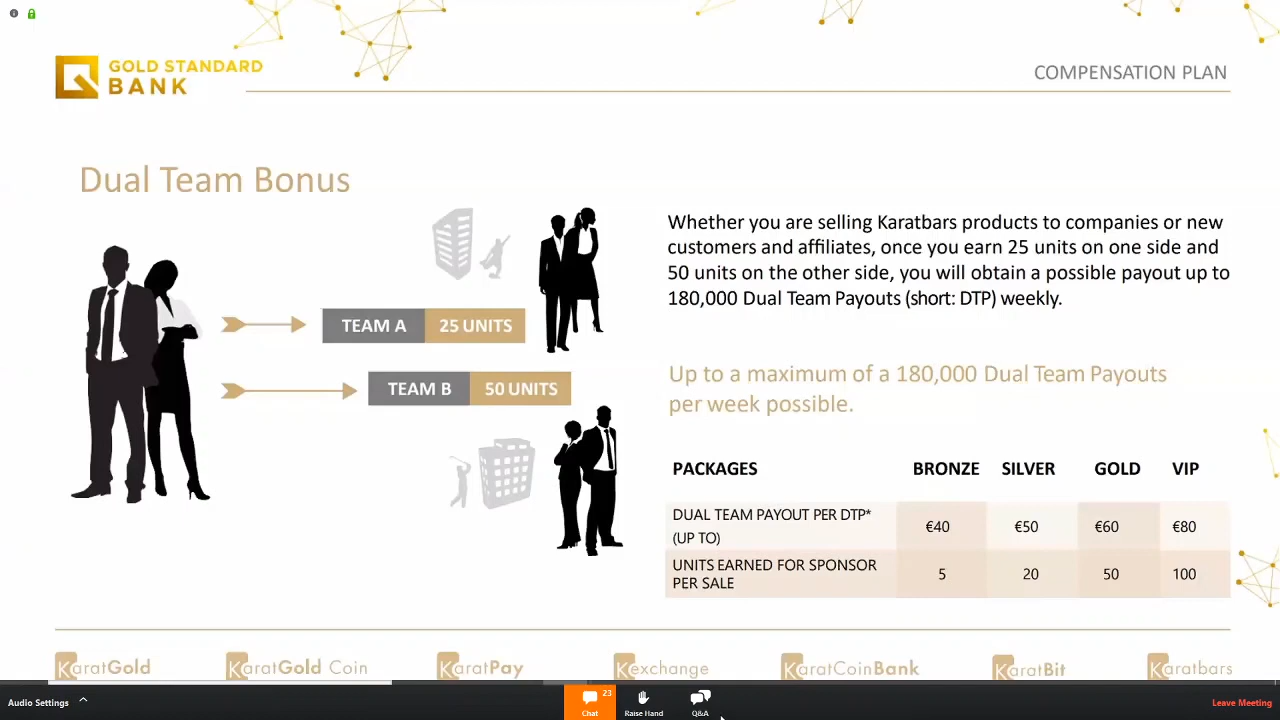 GOLD STANDARD
BANK
COMPENSATION PLAN
Dual Team Bonus
TEAM A 25 UNITS
TEAM B 50 UNITS
Whether you are selling Karatbars products to companies or new
customers and affiliates, once you earn 25 units on one side and
50 units on the other side, you will obtain a possible payout up to
180,000 Dual Team Payouts (short: DTP) weekly.
Up to a maximum of a 180,000 Dual Team Payouts
per week possible.
PACKAGES BRONZE SILVER GOLD VIP
DUAL TEAM PAYOUT PER DTP*
(UP TO) €40 €50 €60 €80
UNITS EARNED FOR SPONSOR
PER SALE 5 20 50 100
KaratGold KaratGold Coin KaratPay Kexchange KaratCoinBank KaratBit Karatbars
Audio Settings 23 Chat Raise Hand Q&A Leave Meeting